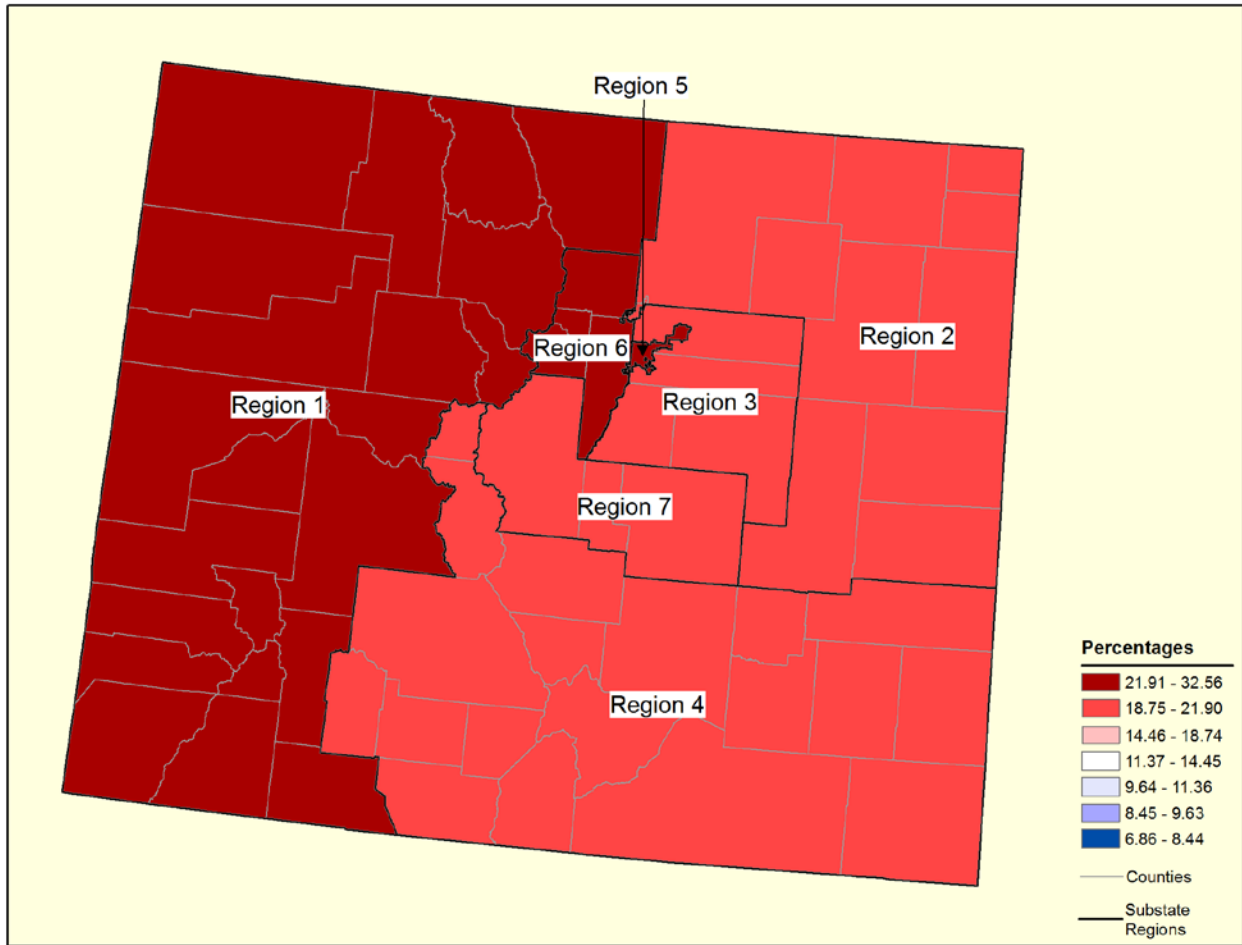 Region 5
Region 2
Region 6
Region 3
Region 1
Region 7
Region 4
Percentages
21.91 - 32.56
18.75 - 21.90
14.46 - 18.74
11.37 - 14.45
9.64 - 11.36
8.45 - 9.63
6.86 - 8.44
Counties
Substate
Regions